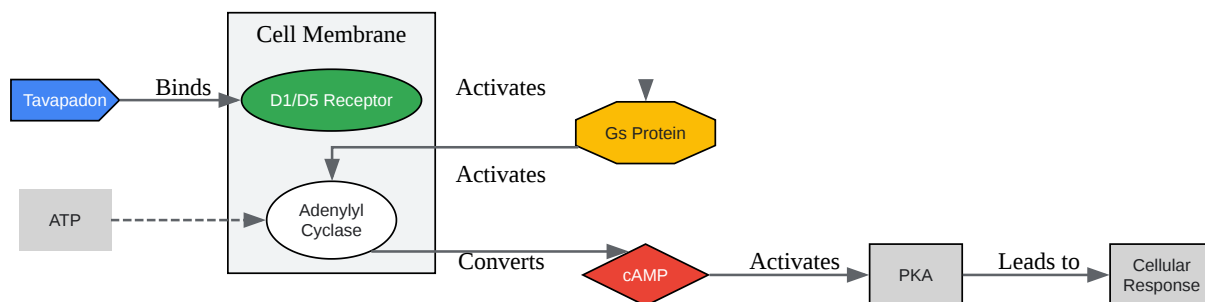 Cell Membrane
Tavapadon
Binds
D1/D5 Receptor
Activates
Gs Protein
Activates
ATP
Adenylyl
Cyclase
Converts
cAMP
Activates
PKA
Leads to
Cellular
Response